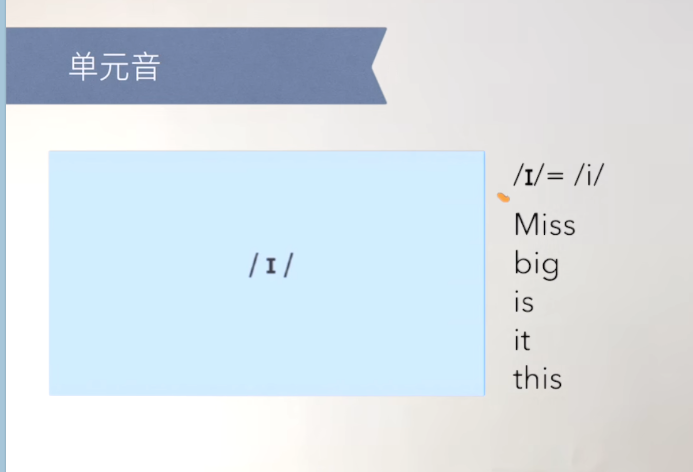 单元音
/ɪ/
/ɪ/= /i/
Miss
big
is
it
this